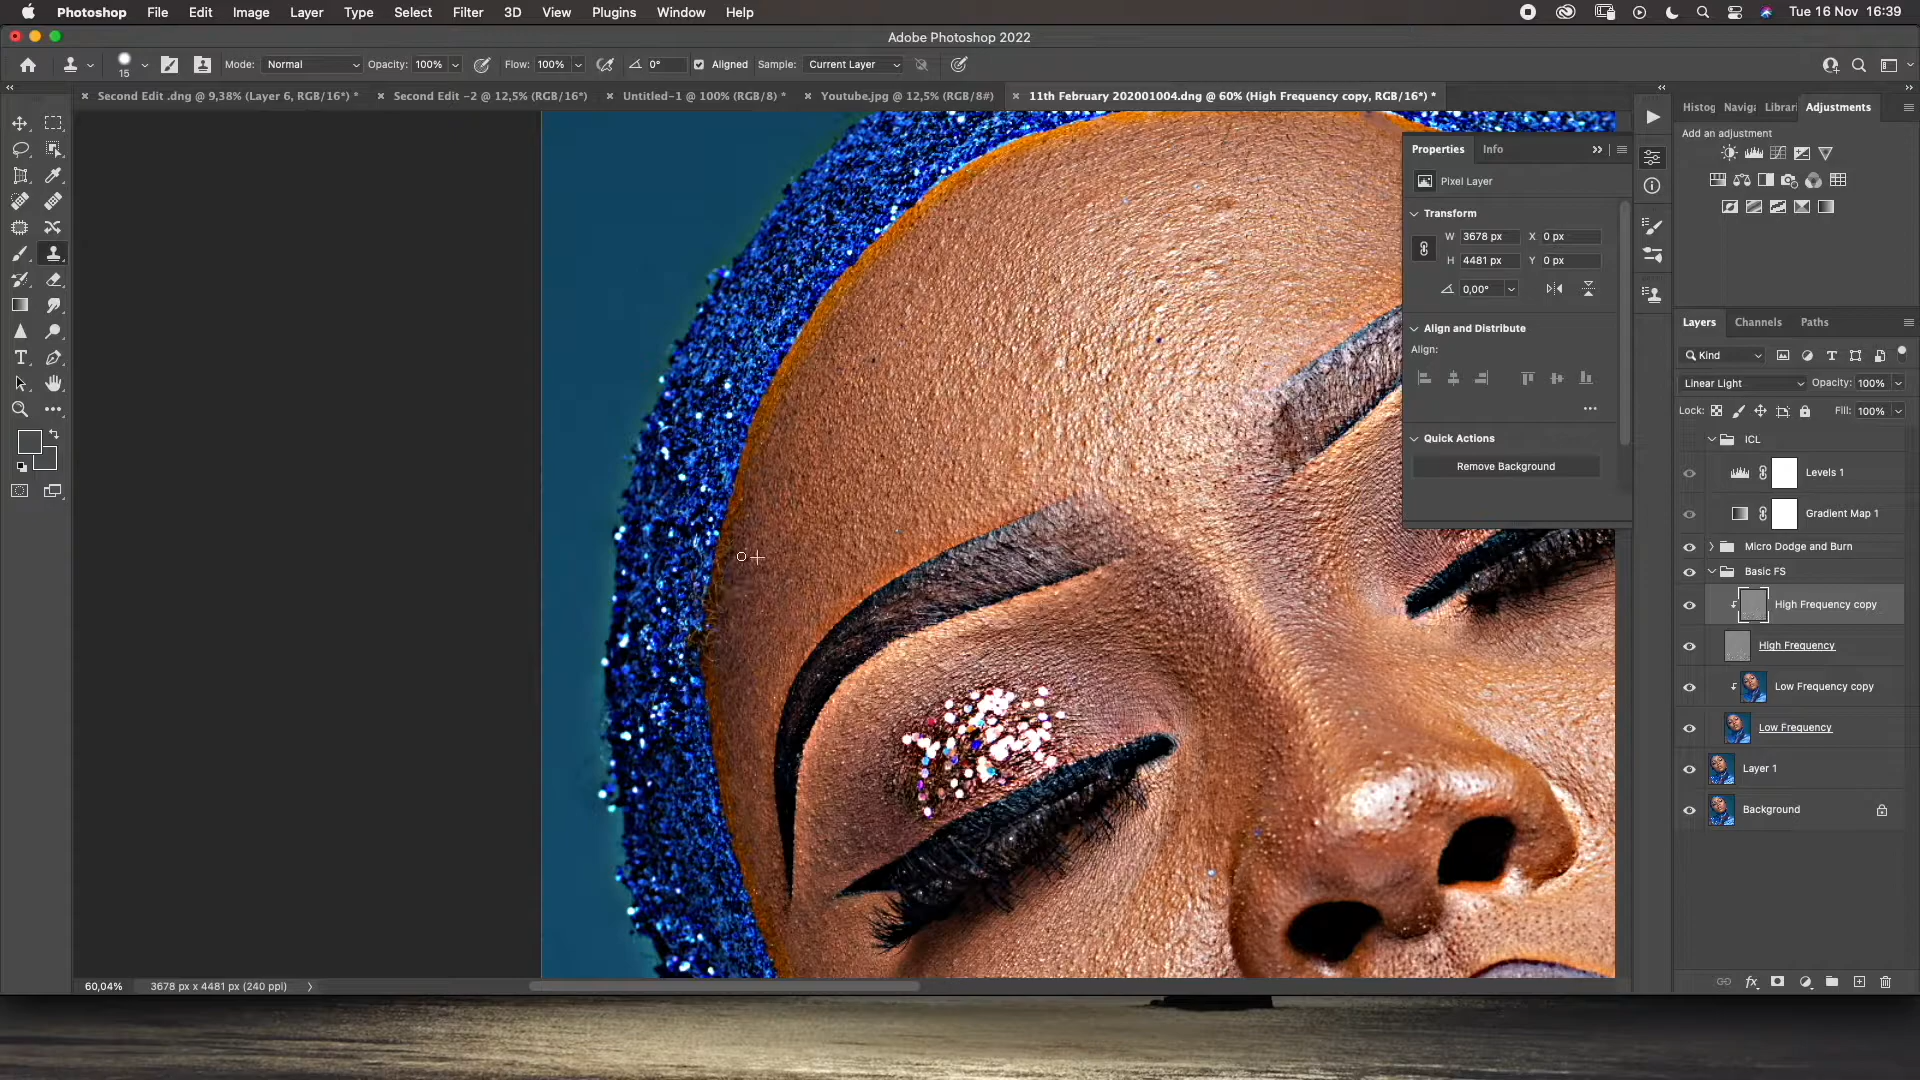 Photoshop File Edit Image Layer Type Select Filter 3D View Plugins Window Help Tue 16 Nov 16:39
Adobe Photoshop 2022
15 Mode: Normal Opacity: 100% Flow: 100% 0° Aligned Sample: Current Layer
Second Edit .dng @ 9,38% (Layer 6, RGB/16*) * Second Edit -2 @ 12,5% (RGB/16*) Untitled-1 @ 100% (RGB/8) * Youtube.jpg @ 12,5% (RGB/8#) 11th February 202001004.dng @ 60% (High Frequency copy, RGB/16*) *
Histog Naviga Librari Adjustments
Add an adjustment
Properties Info
Pixel Layer
Transform
W 3678 px X 0 px
H 4481 px Y 0 px
0,00°
Align and Distribute
Align:
Quick Actions
Remove Background
Layers Channels Paths
Kind
Linear Light Opacity: 100%
Lock: Fill: 100%
ICL
Levels 1
Gradient Map 1
Micro Dodge and Burn
Basic FS
High Frequency copy
High Frequency
Low Frequency copy
Low Frequency
Layer 1
Background
60,04% 3678 px x 4481 px (240 ppi)